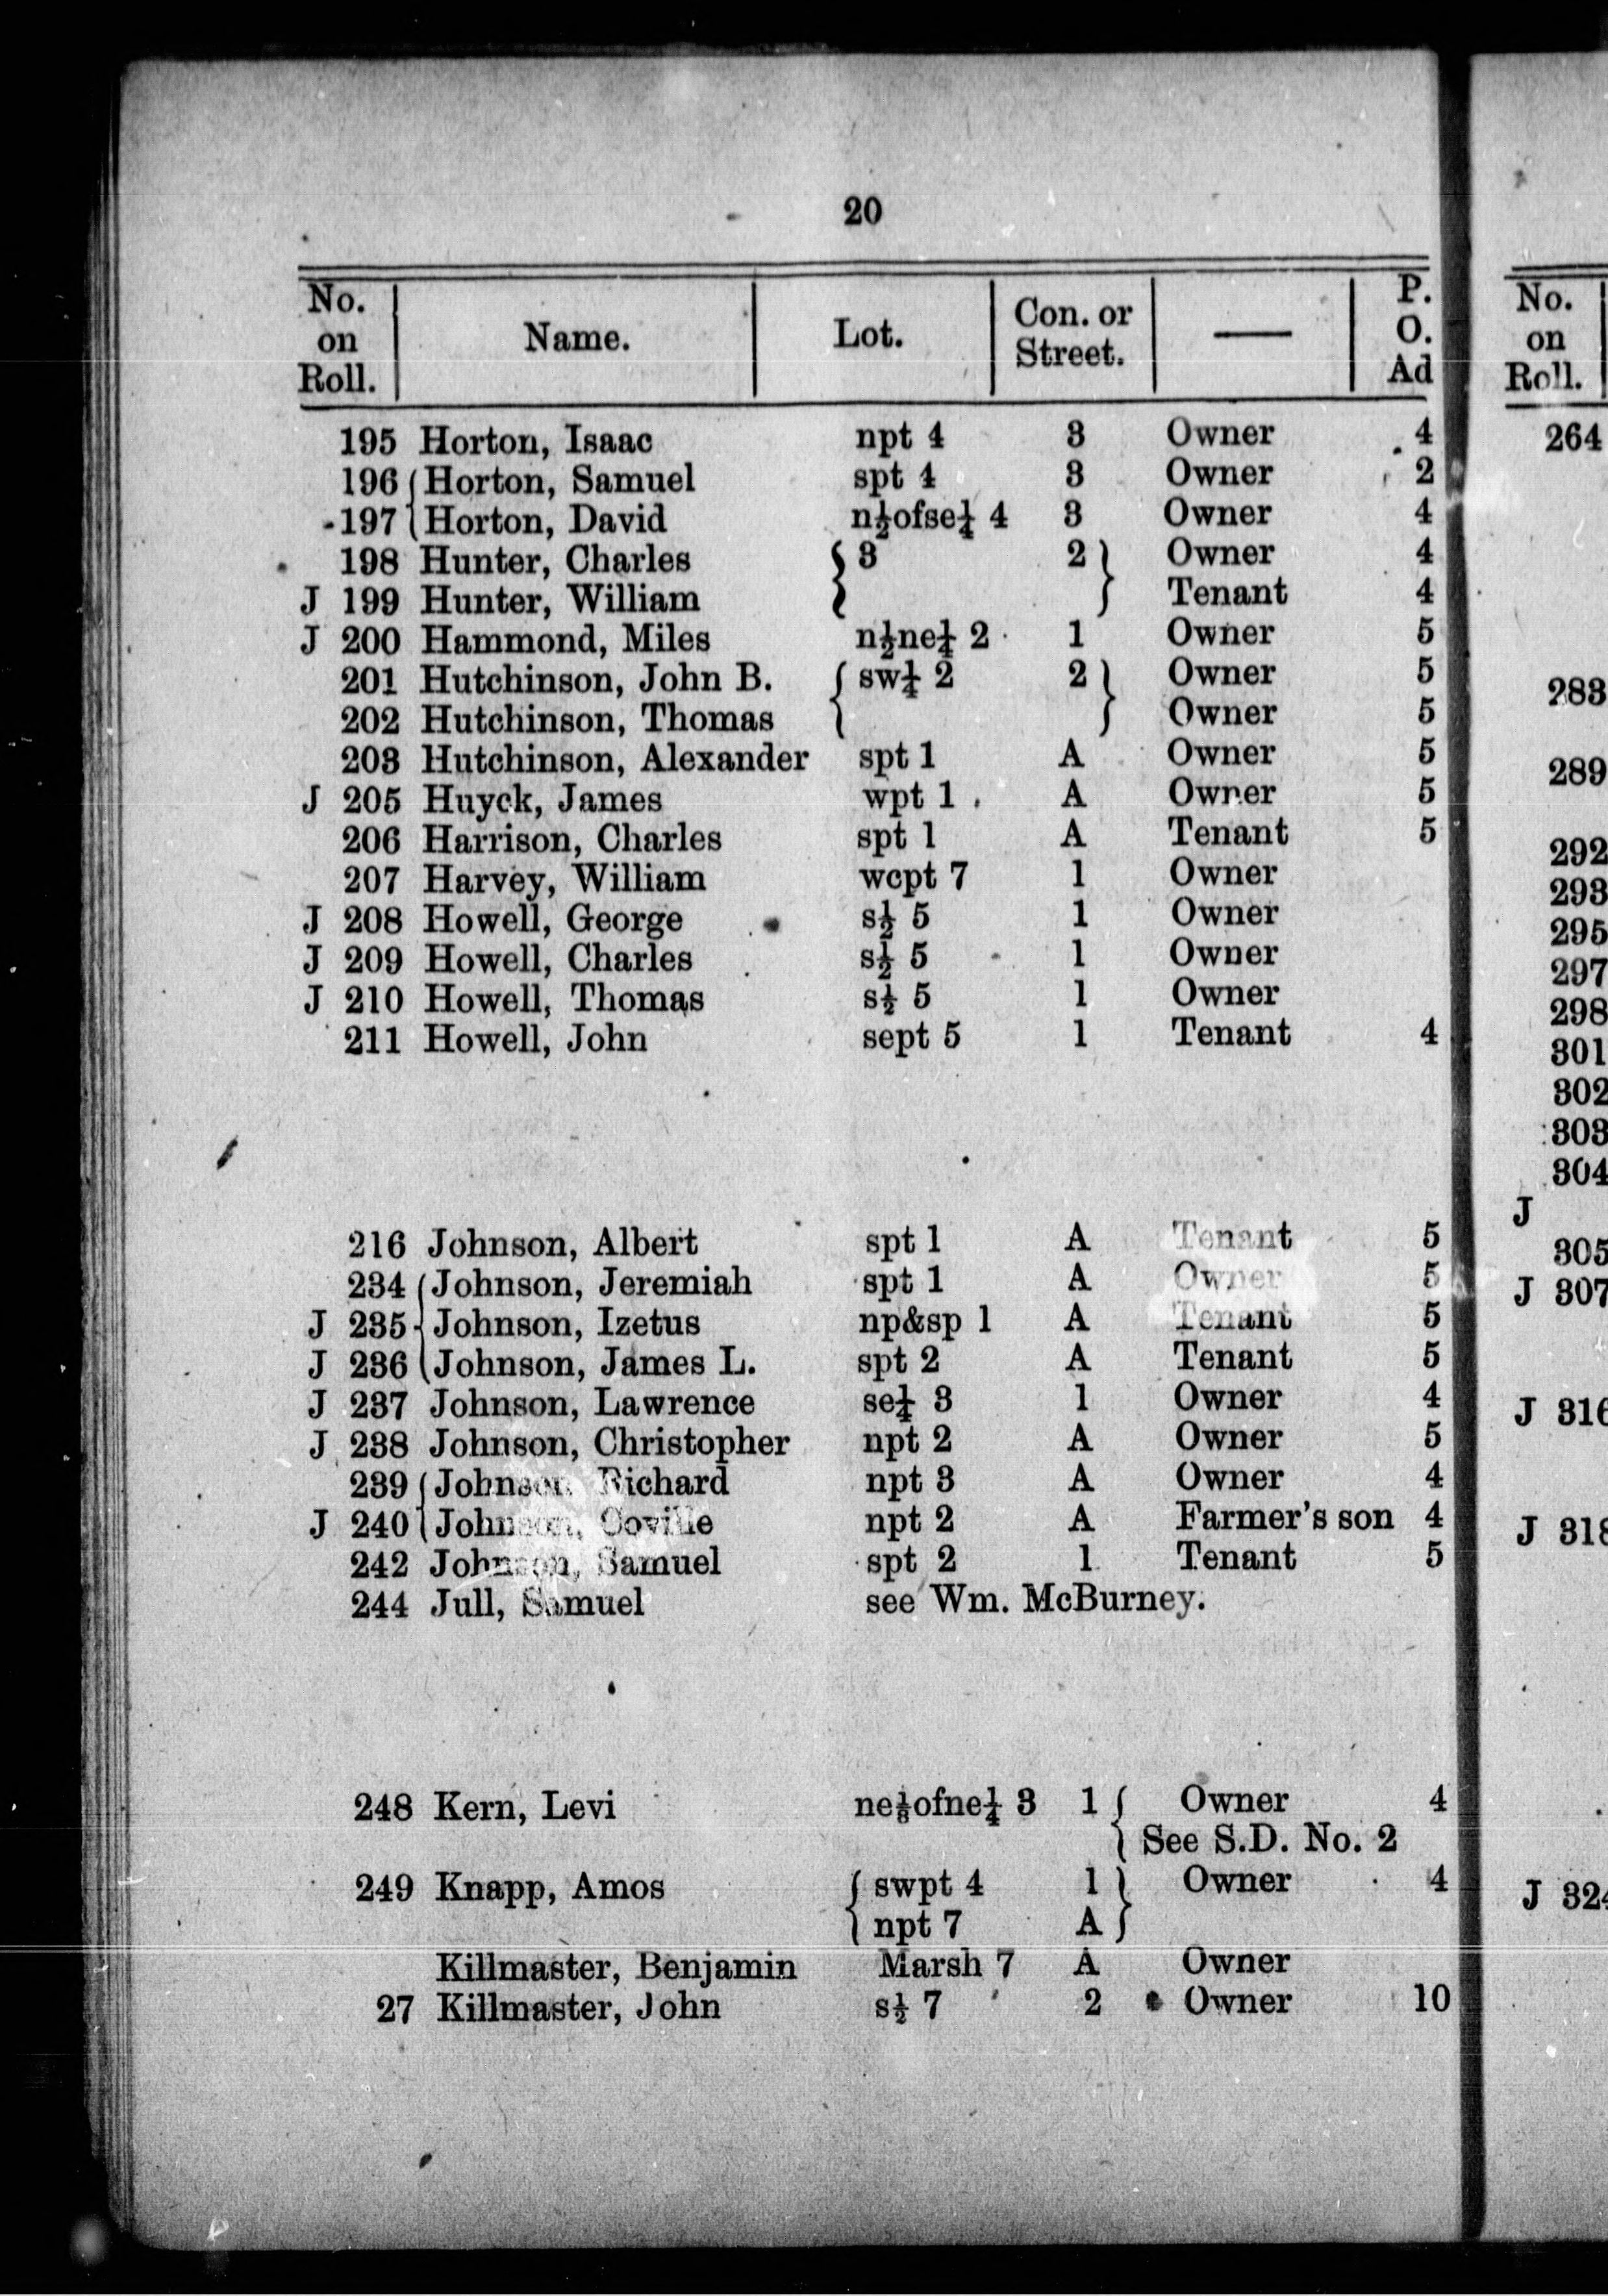 20
No. on Roll. Name. Lot. Con. or Street. — P. O. Ad
195 Horton, Isaac npt 4 3 Owner 4
196 Horton, Samuel spt 4 3 Owner 2
197 Horton, David n½ofse¼ 4 3 Owner 4
198 Hunter, Charles 3 2 Owner 4
J 199 Hunter, William Tenant 4
J 200 Hammond, Miles n½ne¼ 2 1 Owner 5
201 Hutchinson, John B. sw¼ 2 2 Owner 5
202 Hutchinson, Thomas Owner 5
203 Hutchinson, Alexander spt 1 A Owner 5
J 205 Huyck, James wpt 1 A Owner 5
206 Harrison, Charles spt 1 A Tenant 5
207 Harvey, William wcpt 7 1 Owner
J 208 Howell, George s½ 5 1 Owner
J 209 Howell, Charles s½ 5 1 Owner
J 210 Howell, Thomas s½ 5 1 Owner
211 Howell, John sept 5 1 Tenant 4
216 Johnson, Albert spt 1 A Tenant 5
234 Johnson, Jeremiah spt 1 A Owner 5
J 235 Johnson, Izetus np&sp 1 A Tenant 5
J 236 Johnson, James L. spt 2 A Tenant 5
J 237 Johnson, Lawrence se¼ 3 1 Owner 4
J 238 Johnson, Christopher npt 2 A Owner 5
239 Johnson, Richard npt 3 A Owner 4
J 240 Johnson, Coville npt 2 A Farmer's son 4
242 Johnson, Samuel spt 2 1 Tenant 5
244 Jull, Samuel see Wm. McBurney.
248 Kern, Levi ne⅛ofne¼ 3 1 Owner 4
See S.D. No. 2
249 Knapp, Amos swpt 4 1 Owner 4
npt 7 A
Killmaster, Benjamin Marsh 7 A Owner
27 Killmaster, John s½ 7 2 Owner 10
No. on Roll.
264
283
289
292
293
295
297
298
301
302
303
304
J
305
J 307
J
J
J